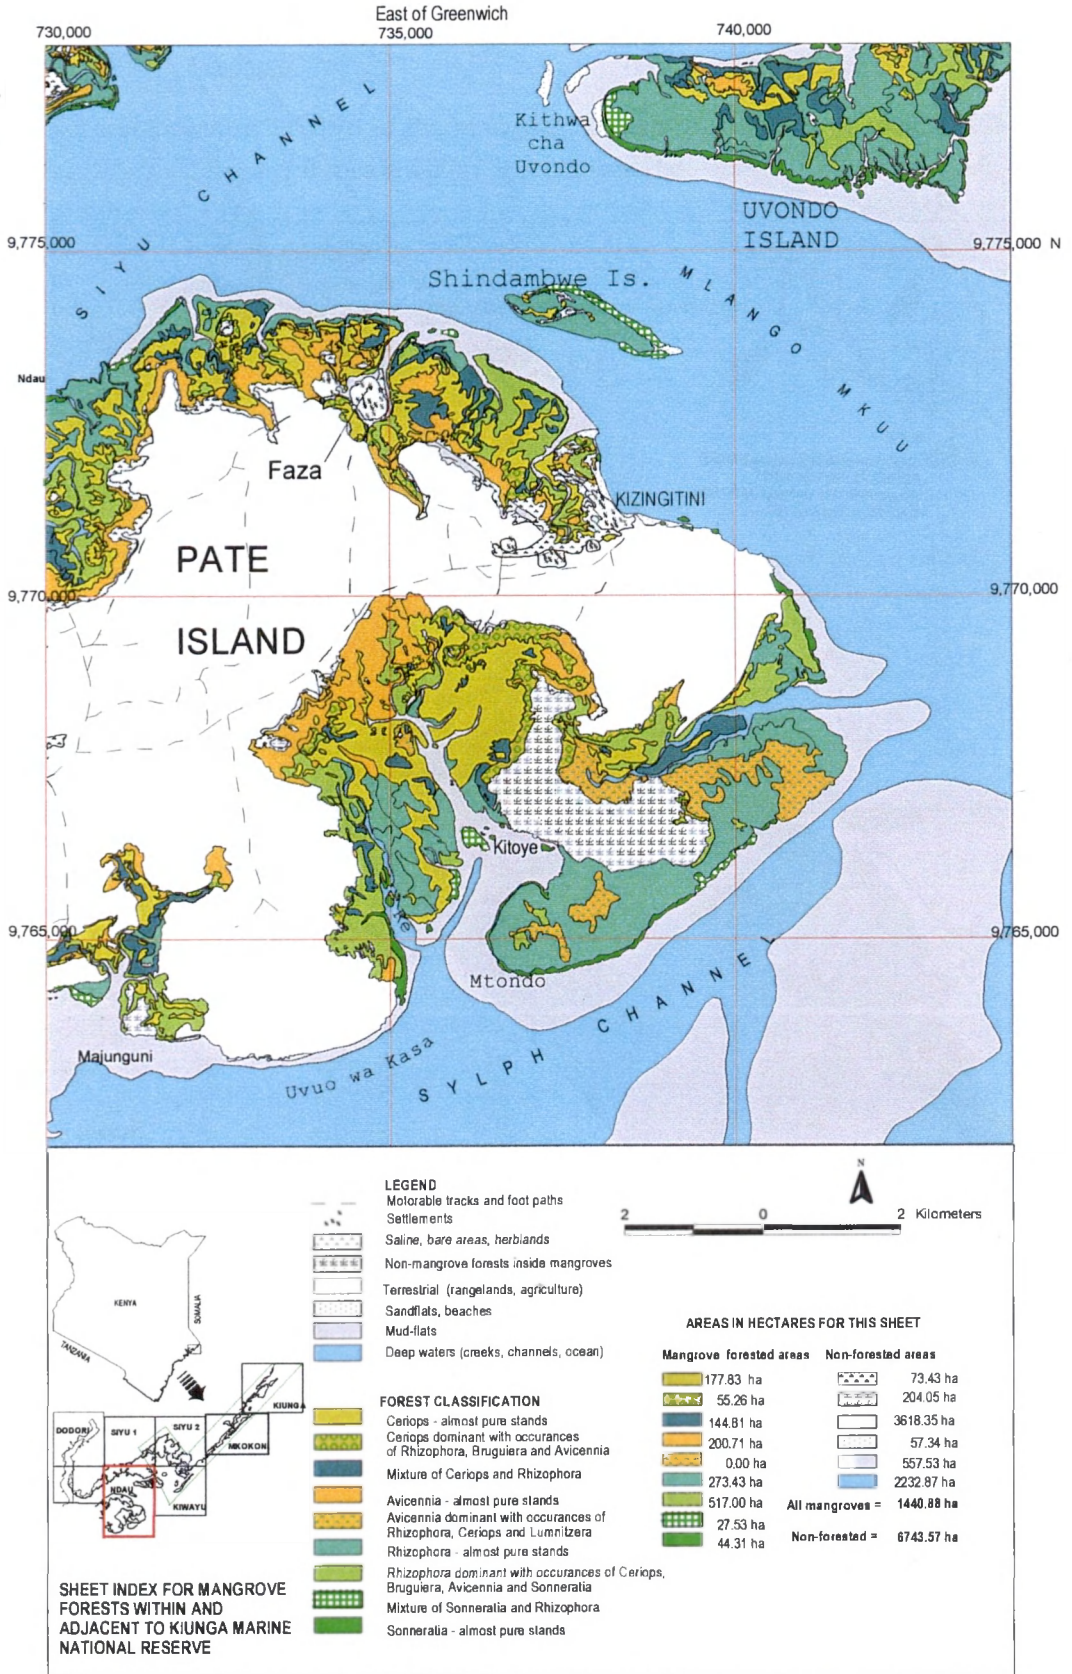 East of Greenwich
730,000
735,000
740,000
SIYU CHANNEL
Kithwa
cha
Uvondo
UVONDO
ISLAND
9,775,000
9,775,000 N
Shindambwe Is.
MLANGO MKUU
Ndau
Faza
KIZINGITINI
PATE
ISLAND
9,770,000
9,770,000
Kitoye
9,765,000
9,765,000
Mtondo
Majunguni
Uvuo wa Kasa
SYLPH CHANNEL
LEGEND
Motorable tracks and foot paths
Settlements
Saline, bare areas, herblands
Non-mangrove forests inside mangroves
Terrestrial (rangelands, agriculture)
Sandflats, beaches
Mud-flats
Deep waters (creeks, channels, ocean)
N
2 0 2 Kilometers
KENYA
SOMALIA
TANZANIA
KIUNGA
DODORI
SIYU 1
SIYU 2
MKOKONI
NDAU
KIWAYU
FOREST CLASSIFICATION
Ceriops - almost pure stands
Ceriops dominant with occurances
of Rhizophora, Bruguiera and Avicennia
Mixture of Ceriops and Rhizophora
Avicennia - almost pure stands
Avicennia dominant with occurances of
Rhizophora, Ceriops and Lumnitzera
Rhizophora - almost pure stands
Rhizophora dominant with occurances of Ceriops,
Bruguiera, Avicennia and Sonneratia
Mixture of Sonneratia and Rhizophora
Sonneratia - almost pure stands
AREAS IN HECTARES FOR THIS SHEET
Mangrove forested areas
177.83 ha
55.26 ha
144.81 ha
200.71 ha
0.00 ha
273.43 ha
517.00 ha
27.53 ha
44.31 ha
Non-forested areas
73.43 ha
204.05 ha
3618.35 ha
57.34 ha
557.53 ha
2232.87 ha
All mangroves = 1440.88 ha
Non-forested = 6743.57 ha
SHEET INDEX FOR MANGROVE
FORESTS WITHIN AND
ADJACENT TO KIUNGA MARINE
NATIONAL RESERVE